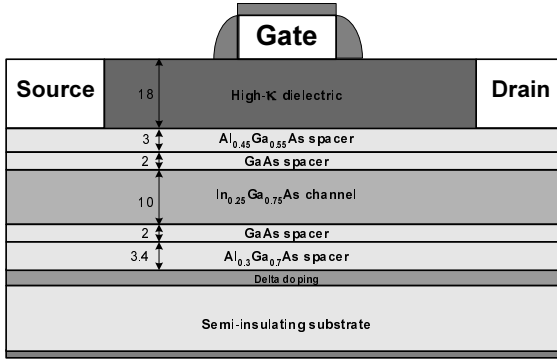 Gate
Source
Drain
18
High-κ dielectric
3
Al0.45Ga0.55As spacer
2
GaAs spacer
10
In0.25Ga0.75As channel
2
GaAs spacer
3.4
Al0.3Ga0.7As spacer
Delta doping
Semi-insulating substrate